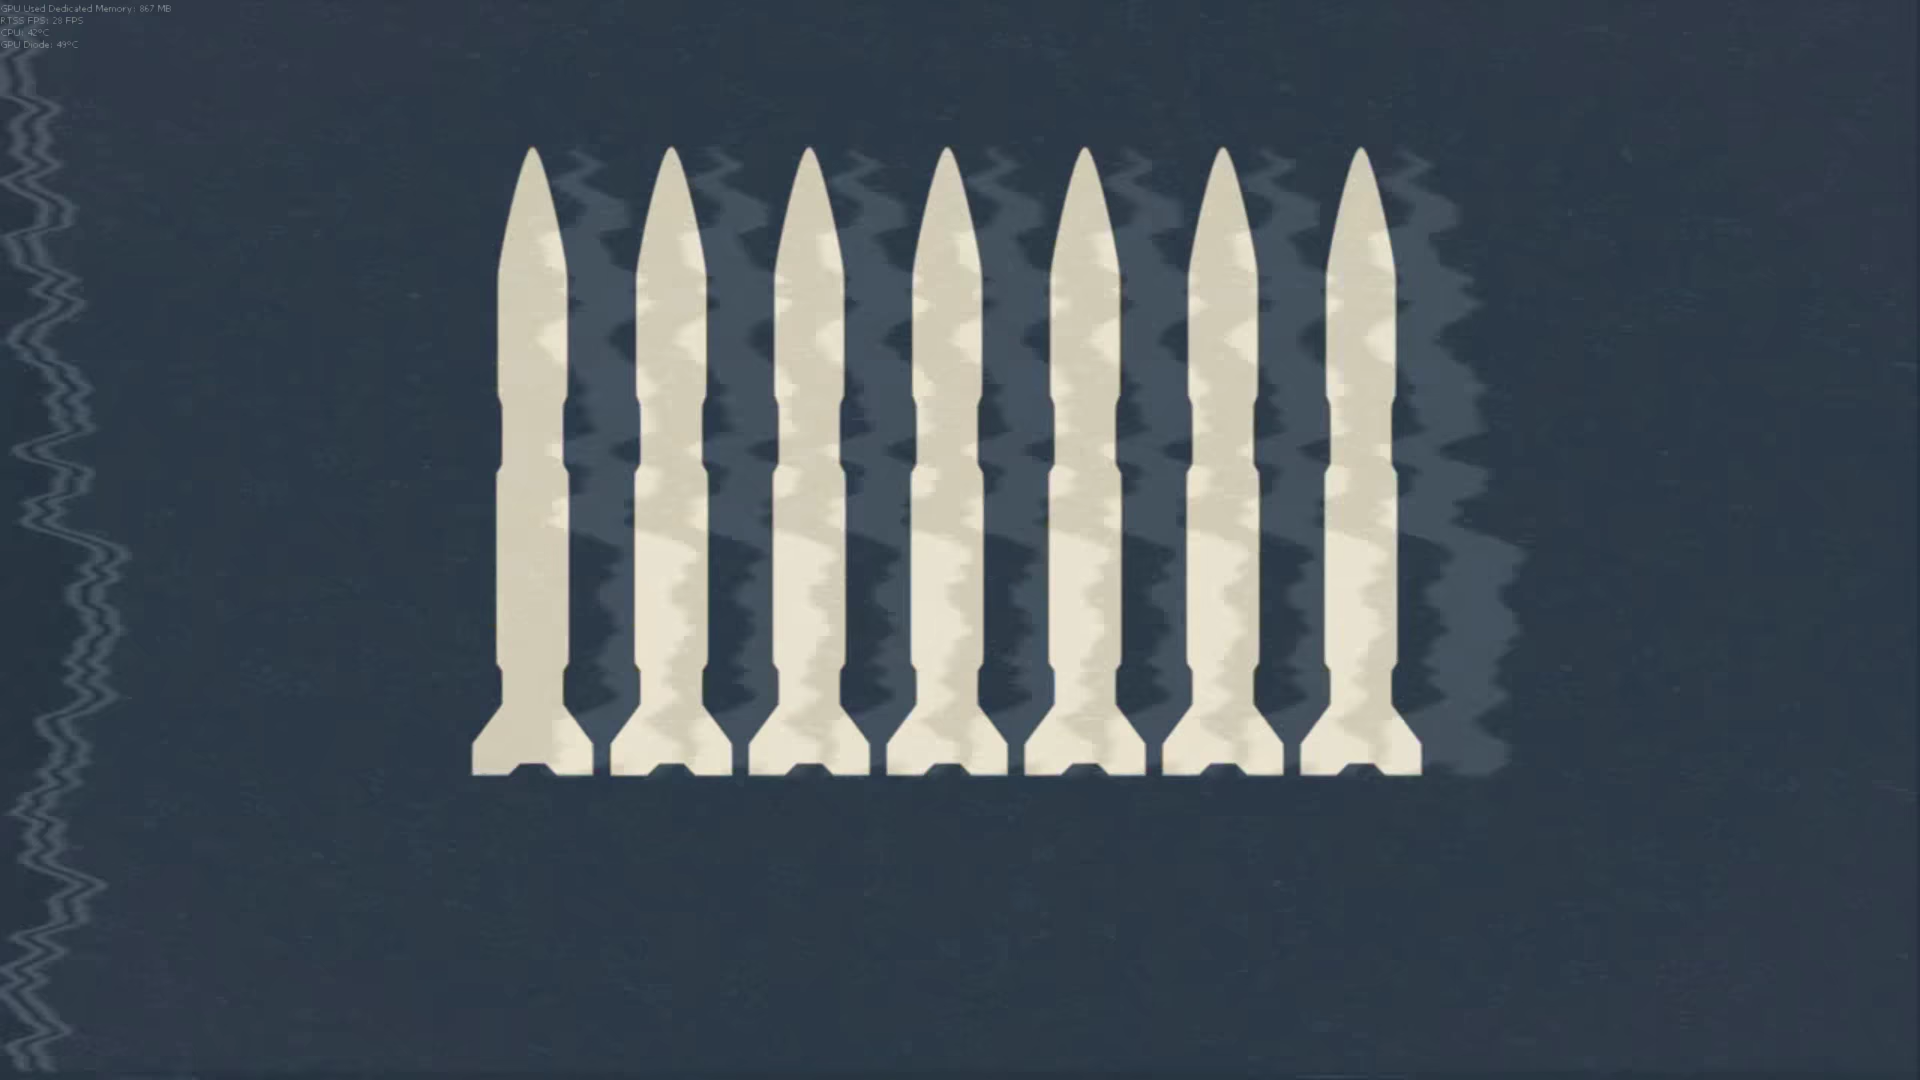 GPU Used Dedicated Memory: 867 MB
RTSS FPS: 28 FPS
CPU: 42°C
GPU Diode: 49°C